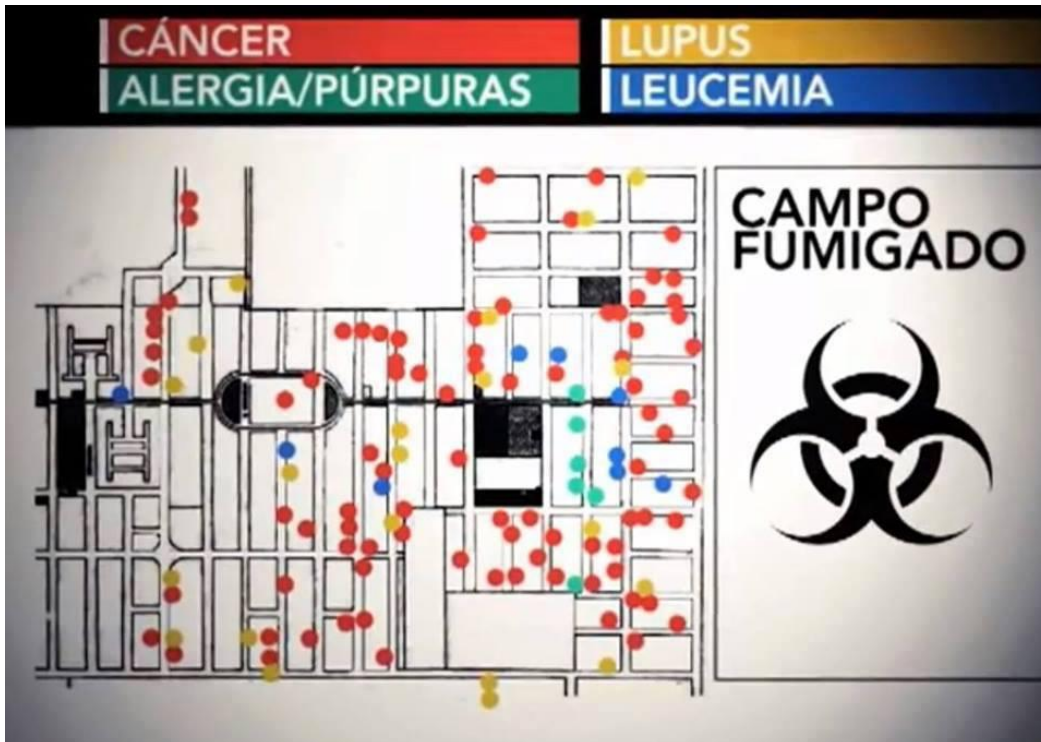 CÁNCER
LUPUS
ALERGIA/PÚRPURAS
LEUCEMIA
CAMPO
FUMIGADO